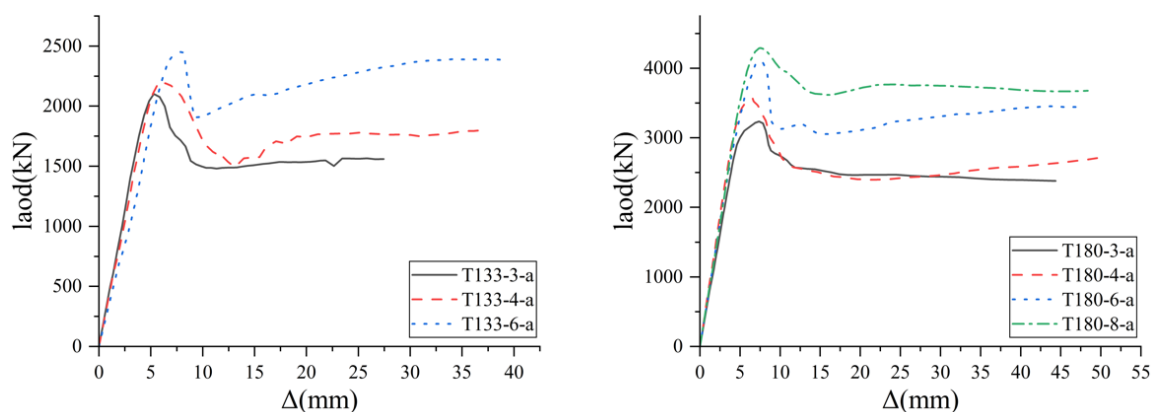 2500
2000
1500
1000
500
0
laod(kN)
0 5 10 15 20 25 30 35 40
Δ(mm)
T133-3-a
T133-4-a
T133-6-a
4000
3000
2000
1000
0
laod(kN)
0 5 10 15 20 25 30 35 40 45 50 55
Δ(mm)
T180-3-a
T180-4-a
T180-6-a
T180-8-a